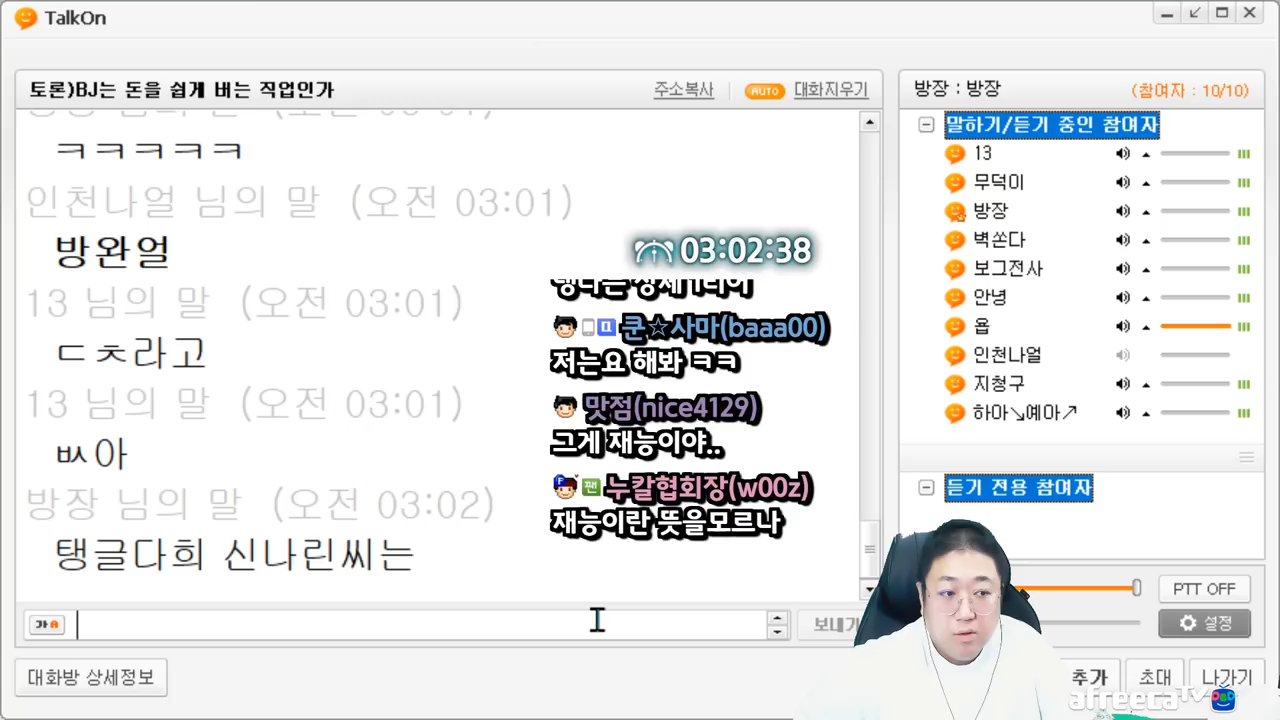 TalkOn
토론)BJ는 돈을 쉽게 버는 직업인가
주소복사
AUTO
대화지우기
ㅋㅋㅋㅋㅋ
인천나얼 님의 말 (오전 03:01)
방완얼
13 님의 말 (오전 03:01)
ㄷㅊ라고
13 님의 말 (오전 03:01)
ㅄ아
방장 님의 말 (오전 03:02)
탱글다희 신나린씨는
가a
보내기
대화방 상세정보
03:02:38
쿤☆사마(baaa00)
저는요 해봐 ㅋㅋ
맛점(nice4129)
그게 재능이야..
팬
누칼협회장(w00z)
재능이란 뜻을모르나
방장 : 방장
(참여자 : 10/10)
말하기/듣기 중인 참여자
13
무덕이
방장
벽쏜다
보그전사
안녕
욥
인천나얼
지청구
하아↘예아↗
듣기 전용 참여자
PTT OFF
설정
추가
초대
나가기
afreecaTV